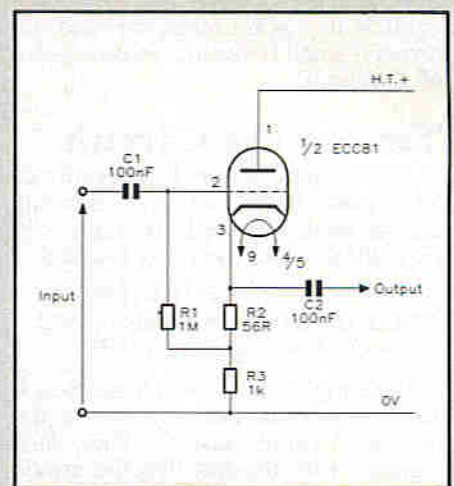 H.T.+
1
1/2 ECC81
C1
100nF
2
3
9
4/5
Output
C2
100nF
Input
R1
1M
R2
56R
R3
1k
0V